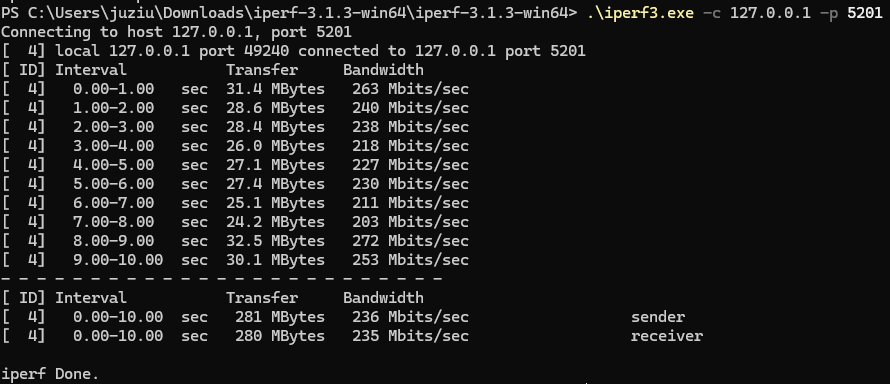 PS C:\Users\juziu\Downloads\iperf-3.1.3-win64\iperf-3.1.3-win64> .\iperf3.exe -c 127.0.0.1 -p 5201
Connecting to host 127.0.0.1, port 5201
[  4] local 127.0.0.1 port 49240 connected to 127.0.0.1 port 5201
[ ID] Interval           Transfer     Bandwidth
[  4]   0.00-1.00   sec  31.4 MBytes   263 Mbits/sec
[  4]   1.00-2.00   sec  28.6 MBytes   240 Mbits/sec
[  4]   2.00-3.00   sec  28.4 MBytes   238 Mbits/sec
[  4]   3.00-4.00   sec  26.0 MBytes   218 Mbits/sec
[  4]   4.00-5.00   sec  27.1 MBytes   227 Mbits/sec
[  4]   5.00-6.00   sec  27.4 MBytes   230 Mbits/sec
[  4]   6.00-7.00   sec  25.1 MBytes   211 Mbits/sec
[  4]   7.00-8.00   sec  24.2 MBytes   203 Mbits/sec
[  4]   8.00-9.00   sec  32.5 MBytes   272 Mbits/sec
[  4]   9.00-10.00  sec  30.1 MBytes   253 Mbits/sec
- - - - - - - - - - - - - - - - - - - - - - - - -
[ ID] Interval           Transfer     Bandwidth
[  4]   0.00-10.00  sec   281 MBytes   236 Mbits/sec                  sender
[  4]   0.00-10.00  sec   280 MBytes   235 Mbits/sec                  receiver
iperf Done.